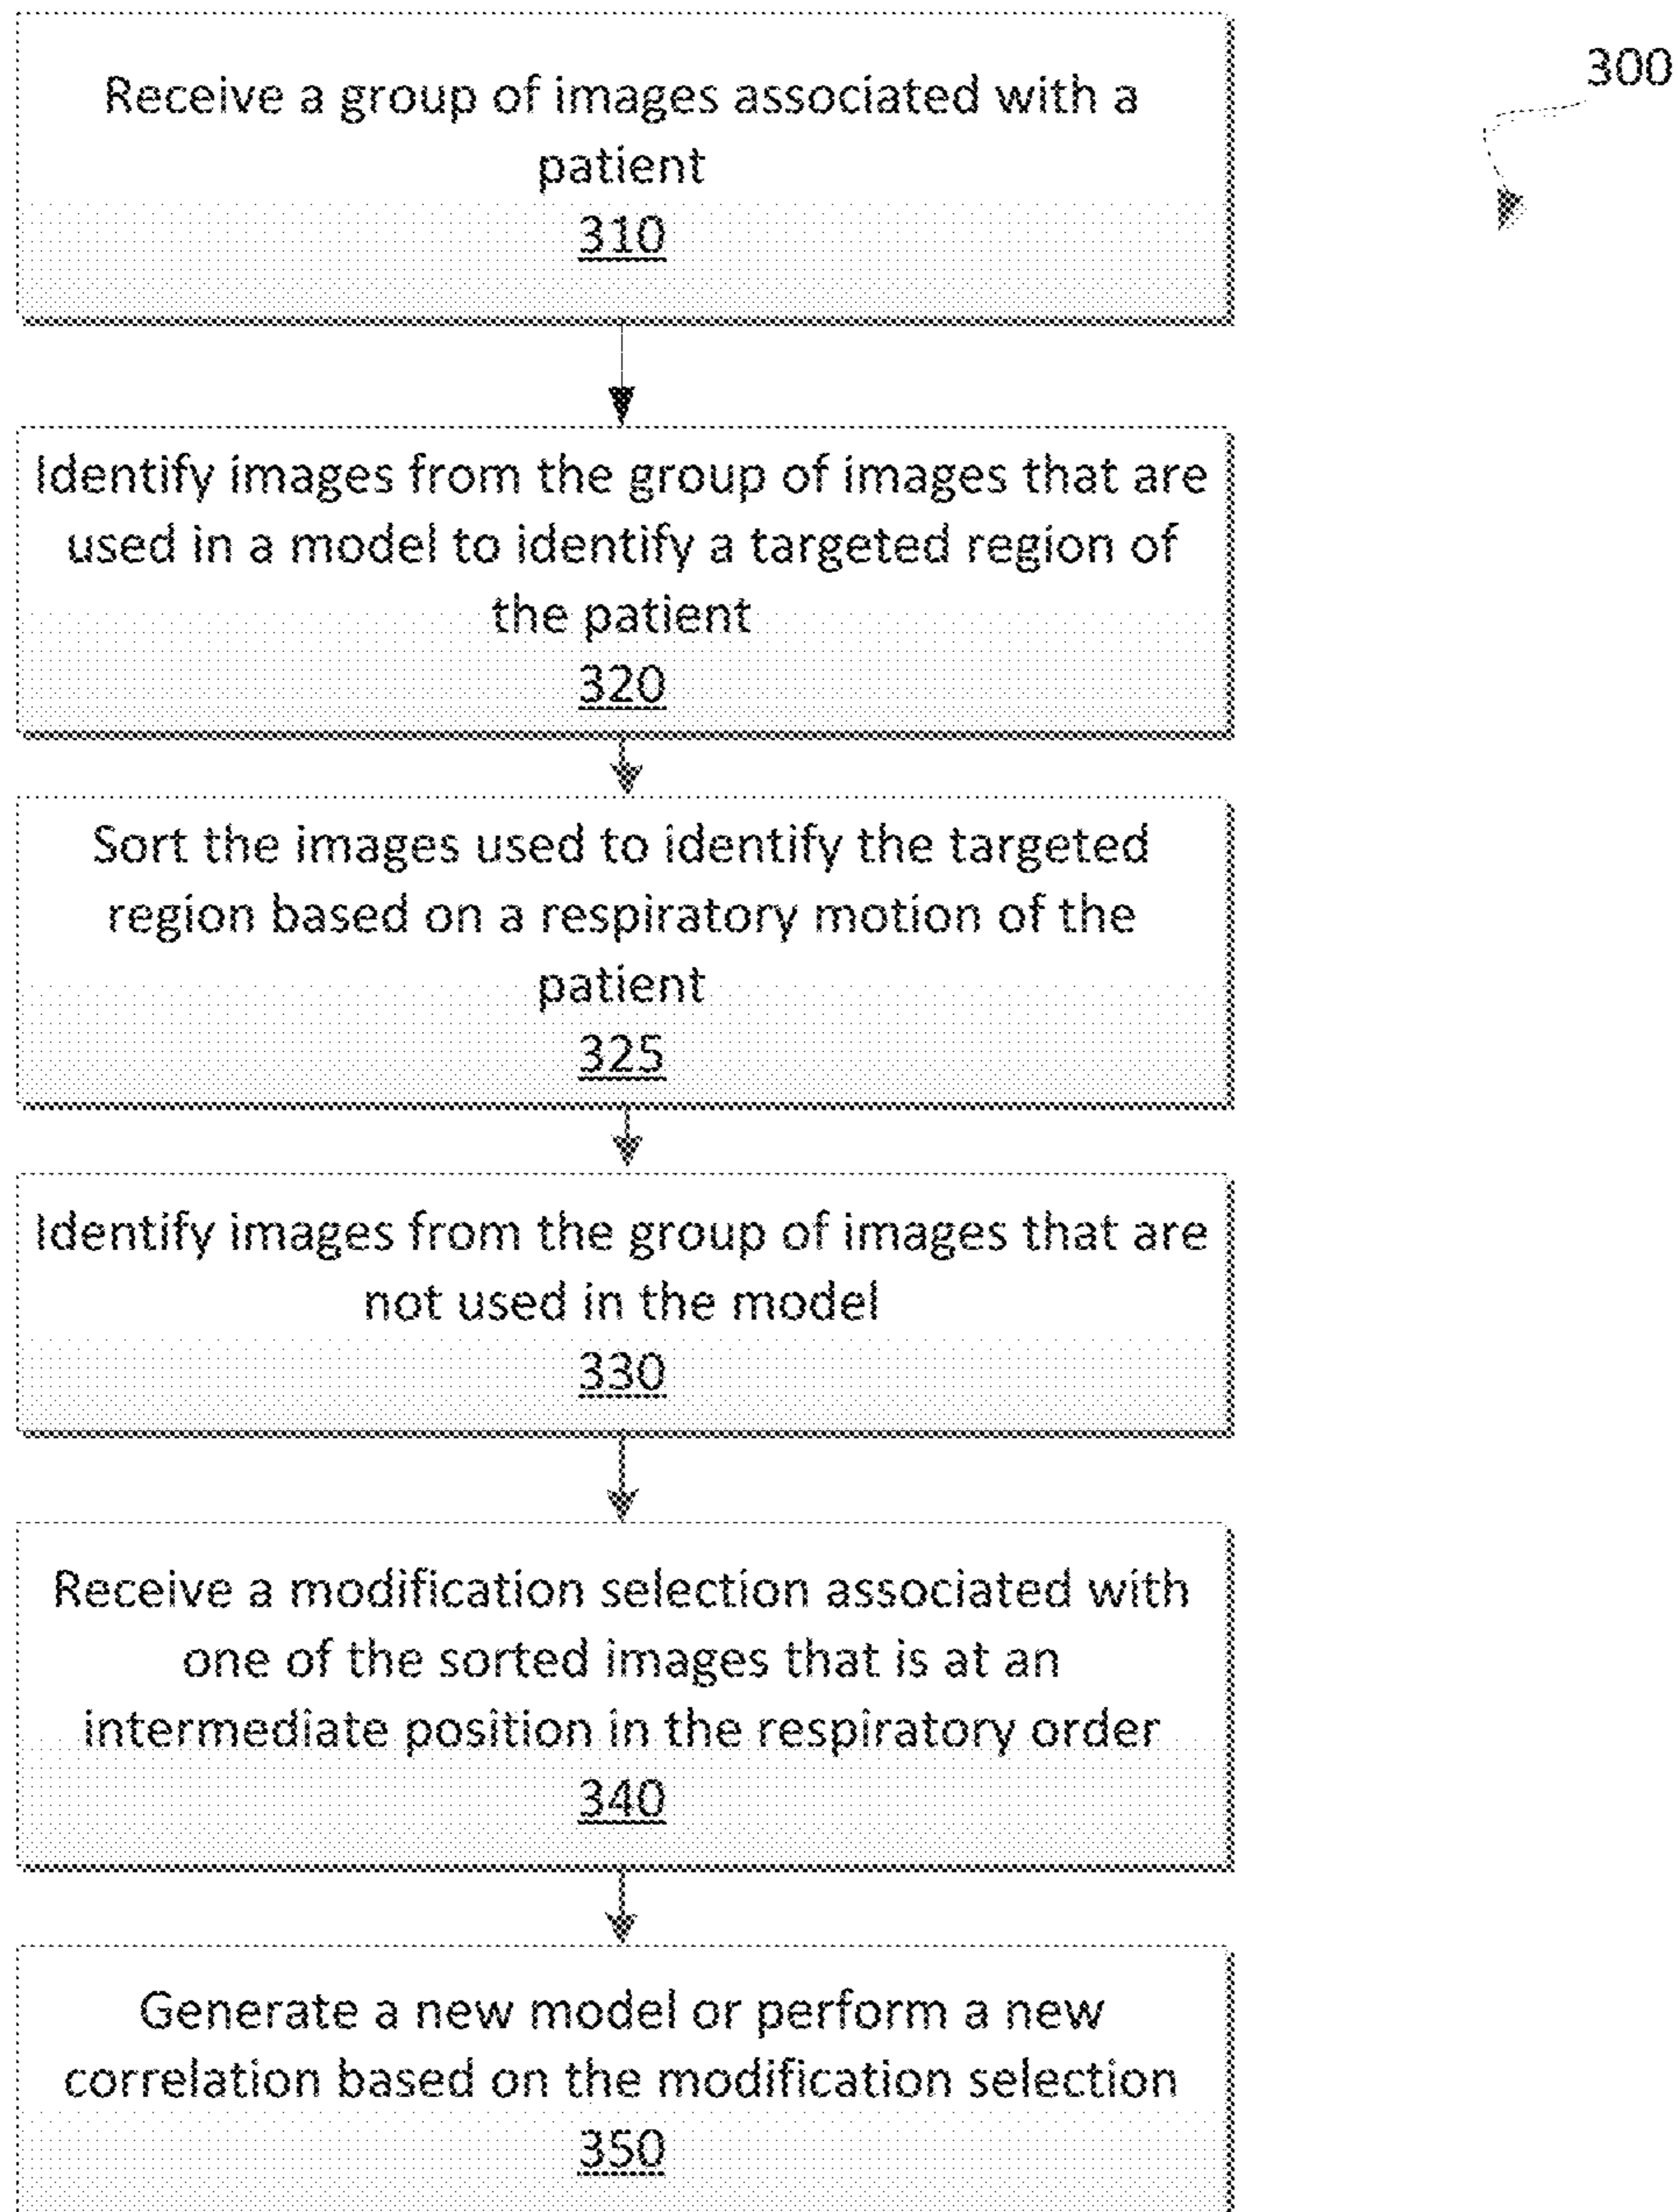 300
Receive a group of images associated with a
patient
310
Identify images from the group of images that are
used in a model to identify a targeted region of
the patient
320
Sort the images used to identify the targeted
region based on a respiratory motion of the
patient
325
Identify images from the group of images that are
not used in the model
330
Receive a modification selection associated with
one of the sorted images that is at an
intermediate position in the respiratory order
340
Generate a new model or perform a new
correlation based on the modification selection
350